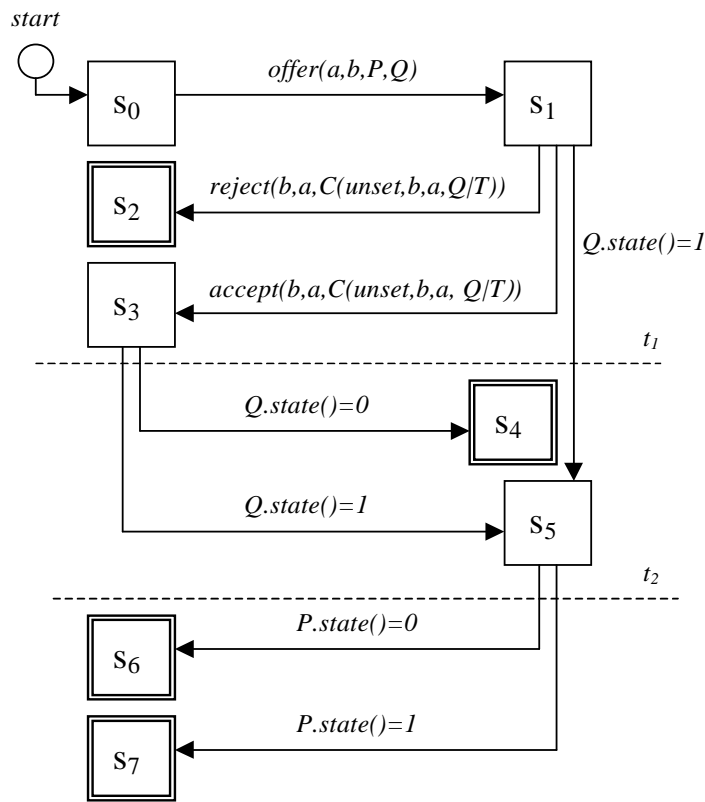 start
offer(a,b,P,Q)
s0
s1
reject(b,a,C(unset,b,a,Q|T))
s2
Q.state()=1
accept(b,a,C(unset,b,a, Q|T))
s3
t1
Q.state()=0
s4
Q.state()=1
s5
t2
P.state()=0
s6
P.state()=1
s7